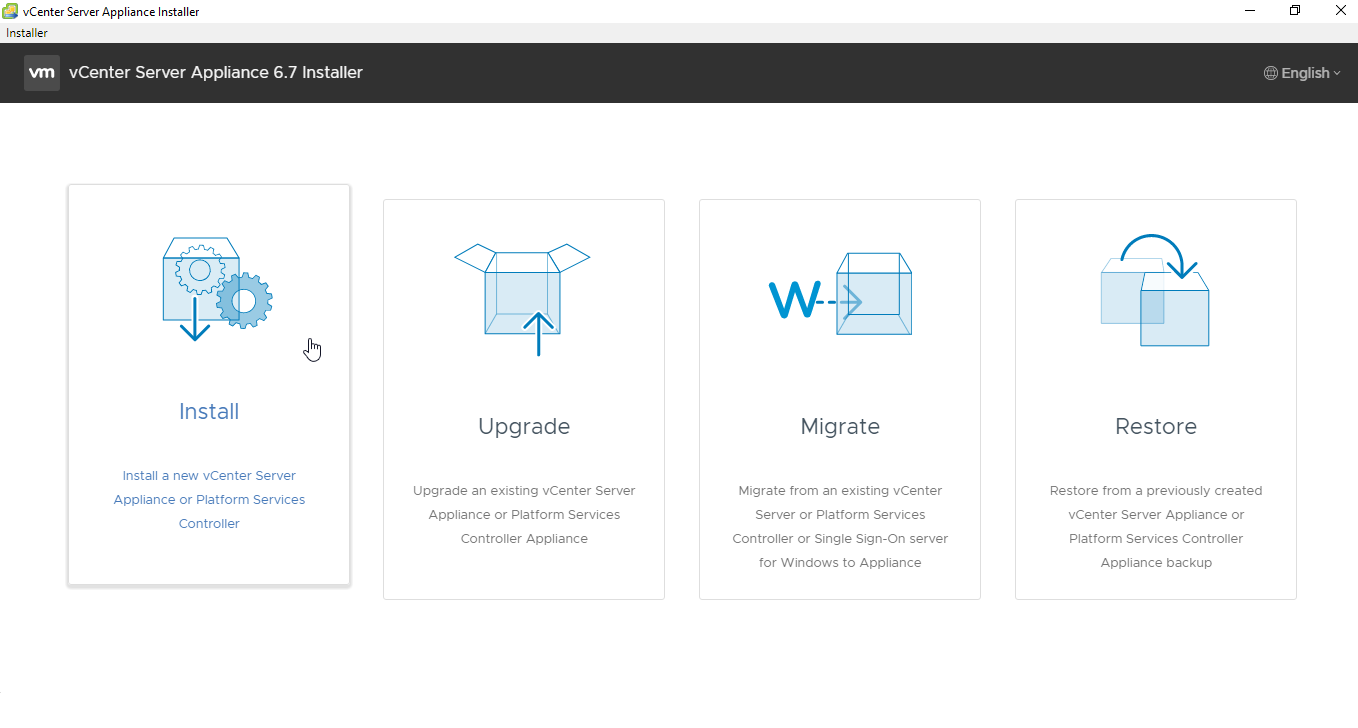 vCenter Server Appliance Installer
Installer
vm vCenter Server Appliance 6.7 Installer
English
Install
Install a new vCenter Server
Appliance or Platform Services
Controller
Upgrade
Upgrade an existing vCenter Server
Appliance or Platform Services
Controller Appliance
W
Migrate
Migrate from an existing vCenter
Server or Platform Services
Controller or Single Sign-On server
for Windows to Appliance
Restore
Restore from a previously created
vCenter Server Appliance or
Platform Services Controller
Appliance backup